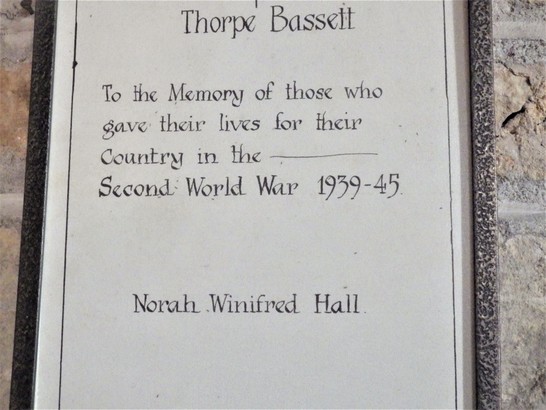 Thorpe Bassett
To the Memory of those who
gave their lives for their
Country in the
Second World War 1939-45
Norah Winifred Hall